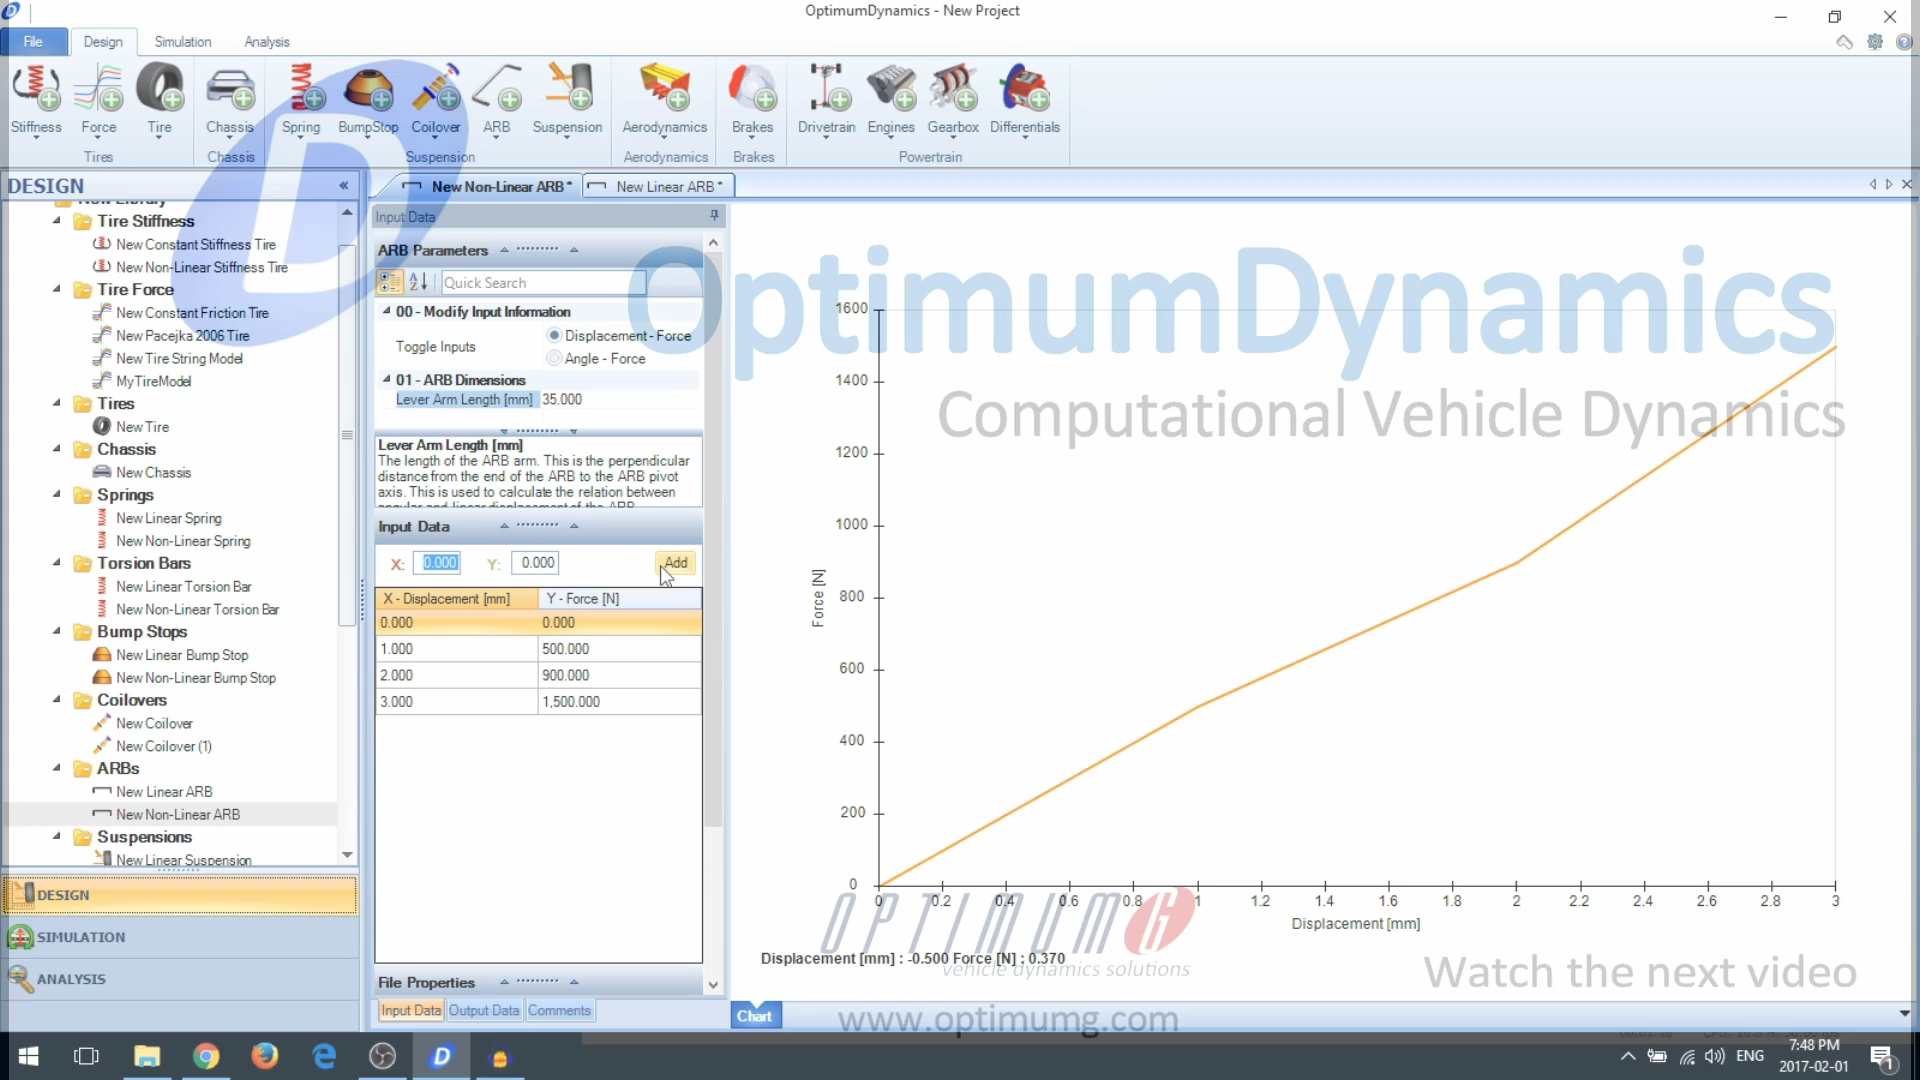 OptimumDynamics - New Project
File Design Simulation Analysis
Stiffness Force Tire Chassis Spring BumpStop Coilover ARB Suspension Aerodynamics Brakes Drivetrain Engines Gearbox Differentials
Tires Chassis Suspension Aerodynamics Brakes Powertrain
DESIGN
New Library
Tire Stiffness
New Constant Stiffness Tire
New Non-Linear Stiffness Tire
Tire Force
New Constant Friction Tire
New Pacejka 2006 Tire
New Tire String Model
MyTireModel
Tires
New Tire
Chassis
New Chassis
Springs
New Linear Spring
New Non-Linear Spring
Torsion Bars
New Linear Torsion Bar
New Non-Linear Torsion Bar
Bump Stops
New Linear Bump Stop
New Non-Linear Bump Stop
Coilovers
New Coilover
New Coilover (1)
ARBs
New Linear ARB
New Non-Linear ARB
Suspensions
New Linear Suspension
DESIGN
SIMULATION
ANALYSIS
New Non-Linear ARB * New Linear ARB *
Input Data
ARB Parameters
Quick Search
00 - Modify Input Information
Toggle Inputs
Displacement - Force
Angle - Force
01 - ARB Dimensions
Lever Arm Length [mm] 35.000
Lever Arm Length [mm]
The length of the ARB arm. This is the perpendicular
distance from the end of the ARB to the ARB pivot
axis. This is used to calculate the relation between
angular and linear displacement of the ARB
Input Data
X: 0.000 Y: 0.000 Add
X - Displacement [mm] Y - Force [N]
0.000 0.000
1.000 500.000
2.000 900.000
3.000 1,500.000
File Properties
Input Data Output Data Comments
OptimumDynamics
Computational Vehicle Dynamics
1600
1400
1200
1000
800
600
400
200
0
Force [N]
0 0.2 0.4 0.6 0.8 1 1.2 1.4 1.6 1.8 2 2.2 2.4 2.6 2.8 3
Displacement [mm]
OPTIMUM G
vehicle dynamics solutions
Displacement [mm] : -0.500 Force [N] : 0.370
Watch the next video
Chart
www.optimumg.com
ENG
7:48 PM
2017-02-01
1